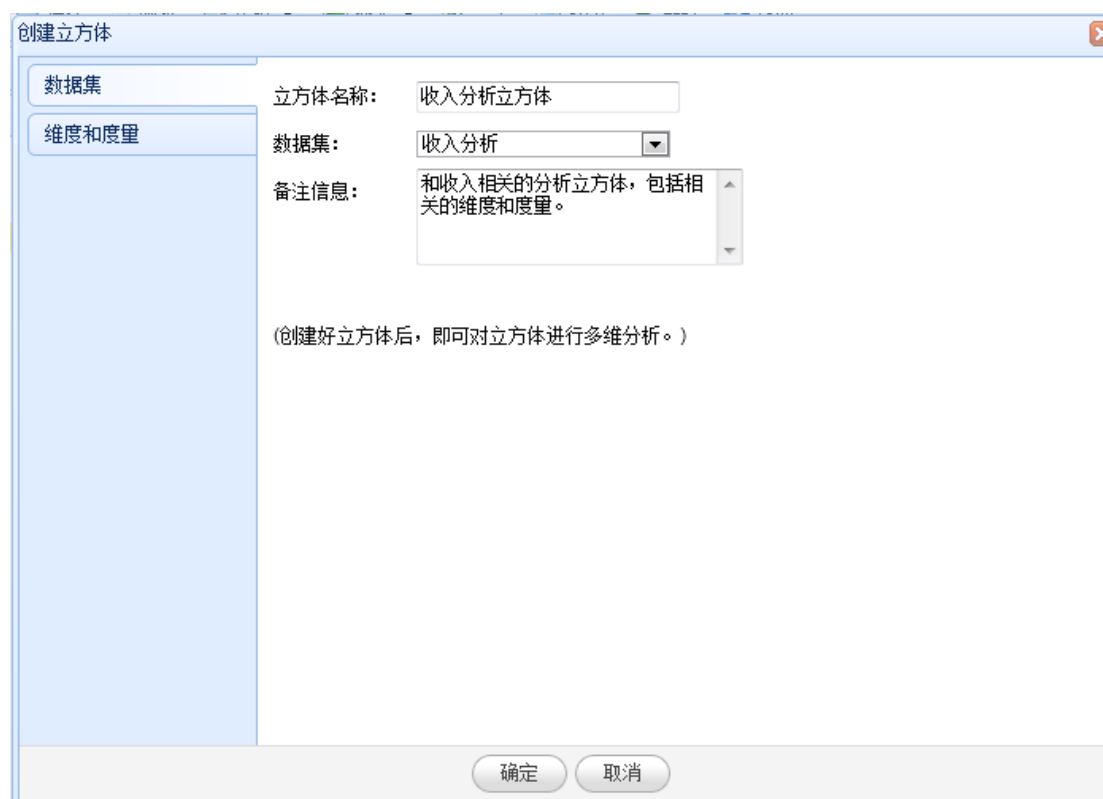 创建立方体
数据集
维度和度量
立方体名称：
收入分析立方体
数据集：
收入分析
备注信息：
和收入相关的分析立方体，包括相
关的维度和度量。
(创建好立方体后，即可对立方体进行多维分析。)
确定
取消